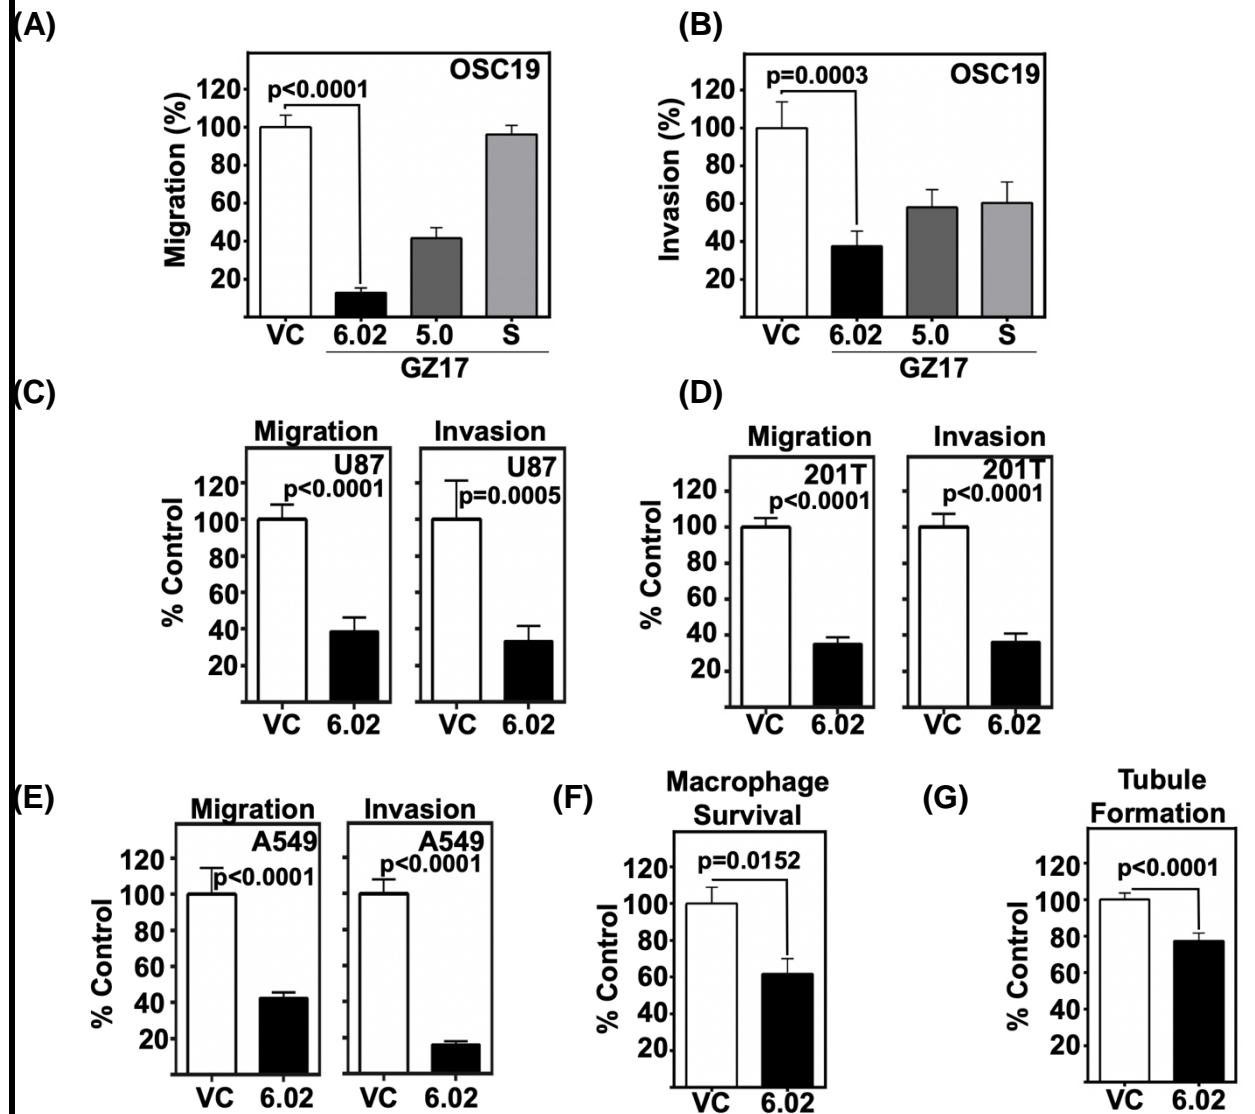 (A)
(B)
OSC19
p<0.0001
Migration (%)
120
100
80
60
40
20
VC 6.02 5.0 S
GZ17
OSC19
p=0.0003
Invasion (%)
120
100
80
60
40
20
VC 6.02 5.0 S
GZ17
(C)
(D)
Migration
U87
p<0.0001
% Control
120
100
80
60
40
20
VC 6.02
Invasion
U87
p=0.0005
VC 6.02
Migration
201T
p<0.0001
% Control
120
100
80
60
40
20
VC 6.02
Invasion
201T
p<0.0001
VC 6.02
(E)
(F)
(G)
Migration
A549
p<0.0001
% Control
120
100
80
60
40
20
VC 6.02
Invasion
A549
p<0.0001
VC 6.02
Macrophage
Survival
p=0.0152
% Control
120
100
80
60
40
20
VC 6.02
Tubule
Formation
p<0.0001
% Control
120
100
80
60
40
20
VC 6.02